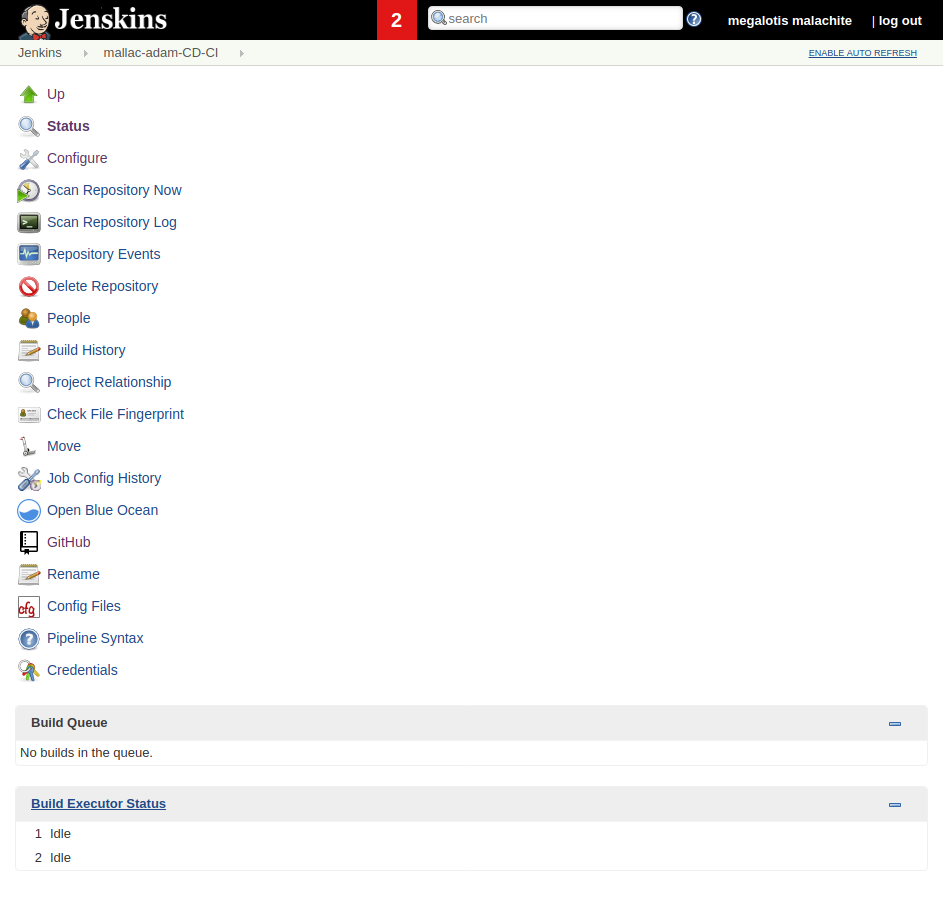 Jenskins
2
search
megalotis malachite
| log out
Jenkins
mallac-adam-CD-CI
ENABLE AUTO REFRESH
Up
Status
Configure
Scan Repository Now
Scan Repository Log
Repository Events
Delete Repository
People
Build History
Project Relationship
Check File Fingerprint
Move
Job Config History
Open Blue Ocean
GitHub
Rename
cfg
Config Files
Pipeline Syntax
Credentials
Build Queue
No builds in the queue.
Build Executor Status
1 Idle
2 Idle